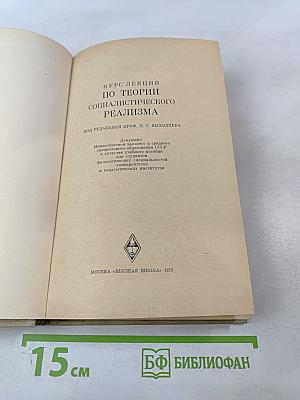 КУРС ЛЕКЦИЙ
ПО ТЕОРИИ
СОЦИАЛИСТИЧЕСКОГО
РЕАЛИЗМА
ПОД РЕДАКЦИЕЙ ПРОФ. П. С. ВЫХОДЦЕВА
Допущено
Министерством высшего и среднего
специального образования СССР
в качестве учебного пособия
для студентов
филологических специальностей
университетов
и педагогических институтов
МОСКВА «ВЫСШАЯ ШКОЛА» 1973
15 см
БФ БИБЛИОФАН